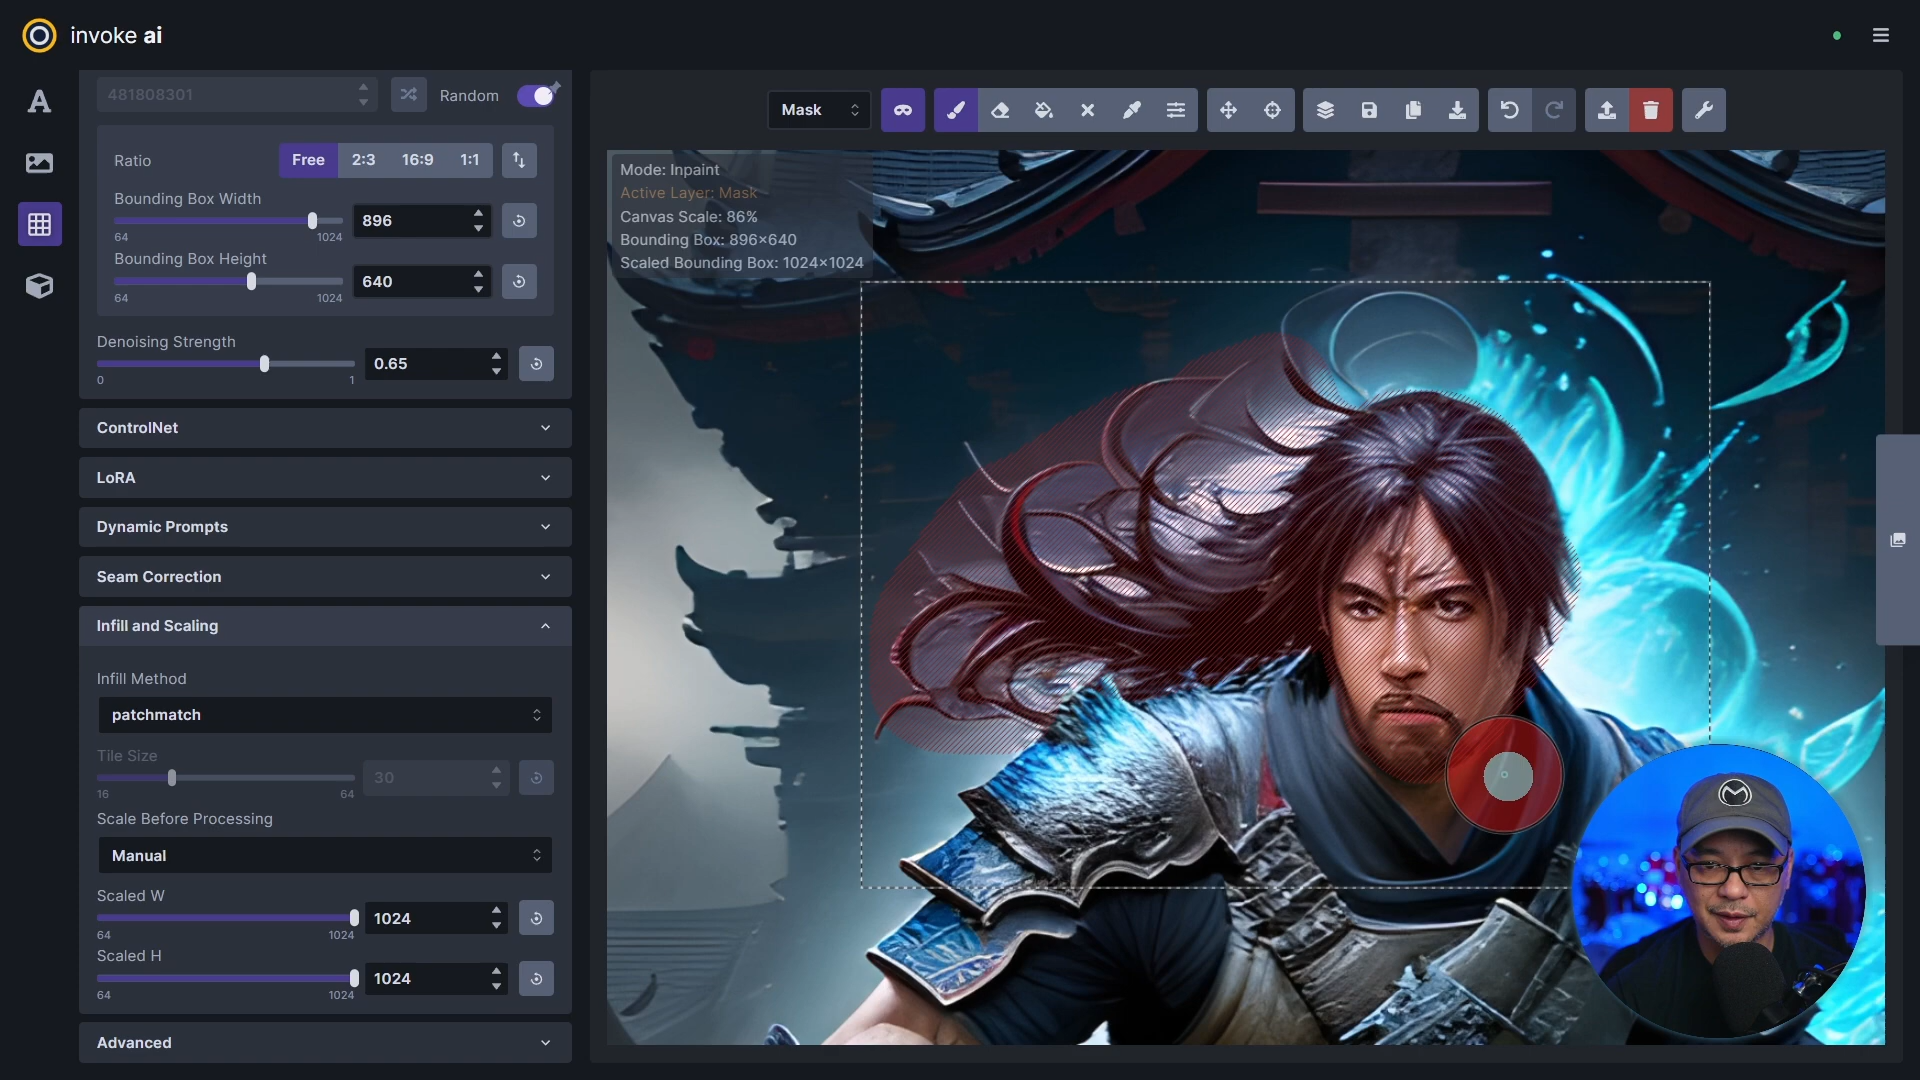 invoke ai
481808301
Random
Ratio
Free 2:3 16:9 1:1
Bounding Box Width
896
64 1024
Bounding Box Height
640
64 1024
Denoising Strength
0.65
0 1
ControlNet
LoRA
Dynamic Prompts
Seam Correction
Infill and Scaling
Infill Method
patchmatch
Tile Size
30
16 64
Scale Before Processing
Manual
Scaled W
1024
64 1024
Scaled H
1024
64 1024
Advanced
Mask
Mode: Inpaint
Active Layer: Mask
Canvas Scale: 86%
Bounding Box: 896×640
Scaled Bounding Box: 1024×1024